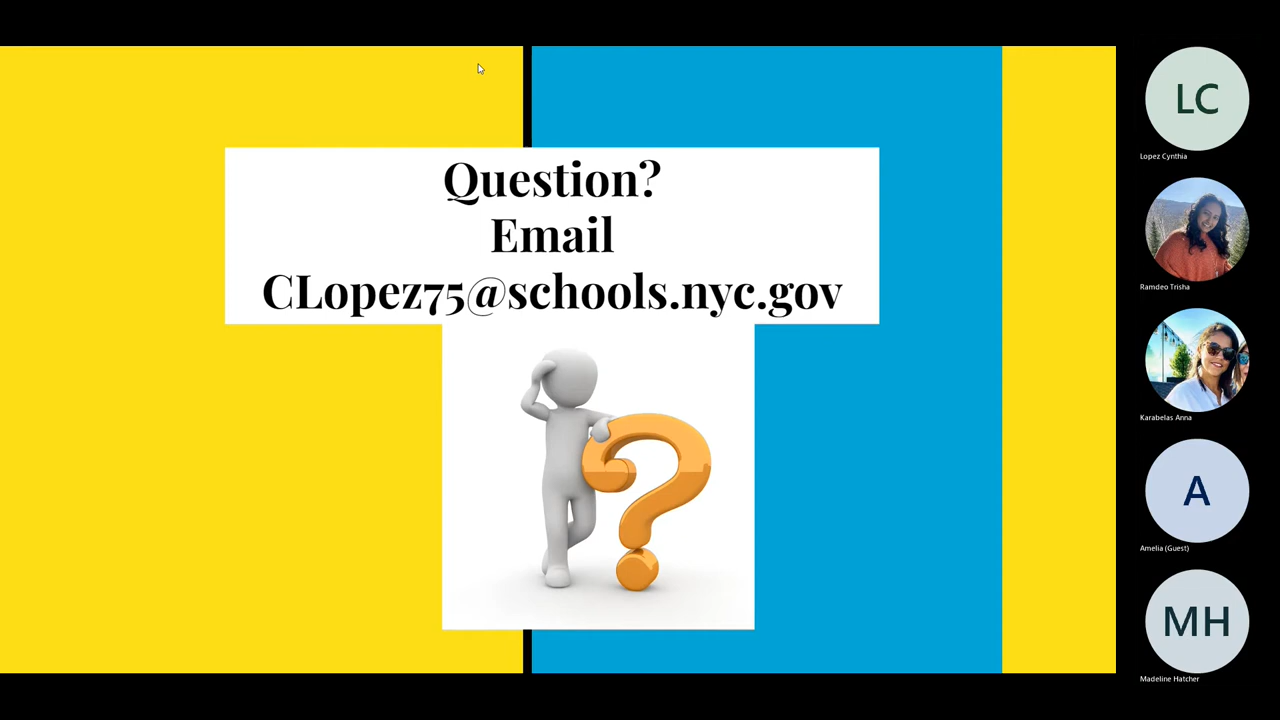 Question?
Email
CLopez75@schools.nyc.gov
LC
Lopez Cynthia
Ramdeo Trisha
Karabelas Anna
A
Amelia (Guest)
MH
Madeline Hatcher